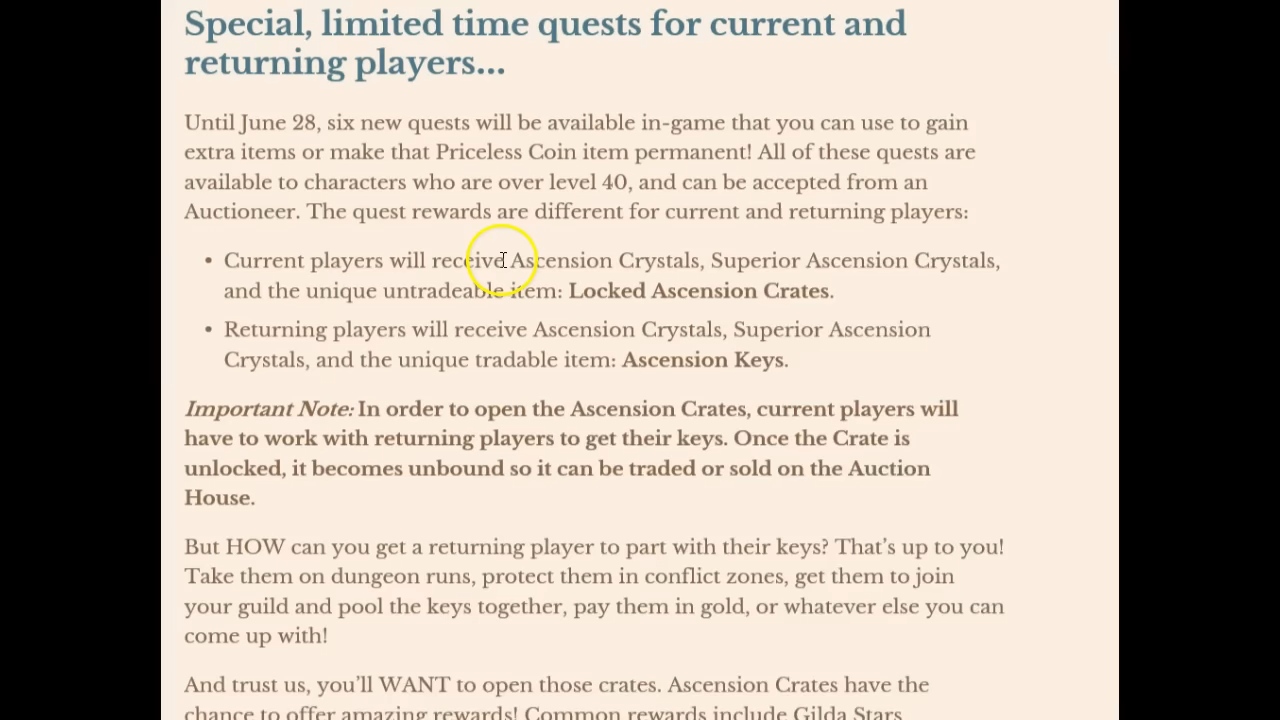 Special, limited time quests for current and
returning players...
Until June 28, six new quests will be available in-game that you can use to gain
extra items or make that Priceless Coin item permanent! All of these quests are
available to characters who are over level 40, and can be accepted from an
Auctioneer. The quest rewards are different for current and returning players:
• Current players will receive Ascension Crystals, Superior Ascension Crystals,
and the unique untradeable item: Locked Ascension Crates.
• Returning players will receive Ascension Crystals, Superior Ascension
Crystals, and the unique tradable item: Ascension Keys.
Important Note: In order to open the Ascension Crates, current players will
have to work with returning players to get their keys. Once the Crate is
unlocked, it becomes unbound so it can be traded or sold on the Auction
House.
But HOW can you get a returning player to part with their keys? That's up to you!
Take them on dungeon runs, protect them in conflict zones, get them to join
your guild and pool the keys together, pay them in gold, or whatever else you can
come up with!
And trust us, you'll WANT to open those crates. Ascension Crates have the
chance to offer amazing rewards! Common rewards include Gilda Stars